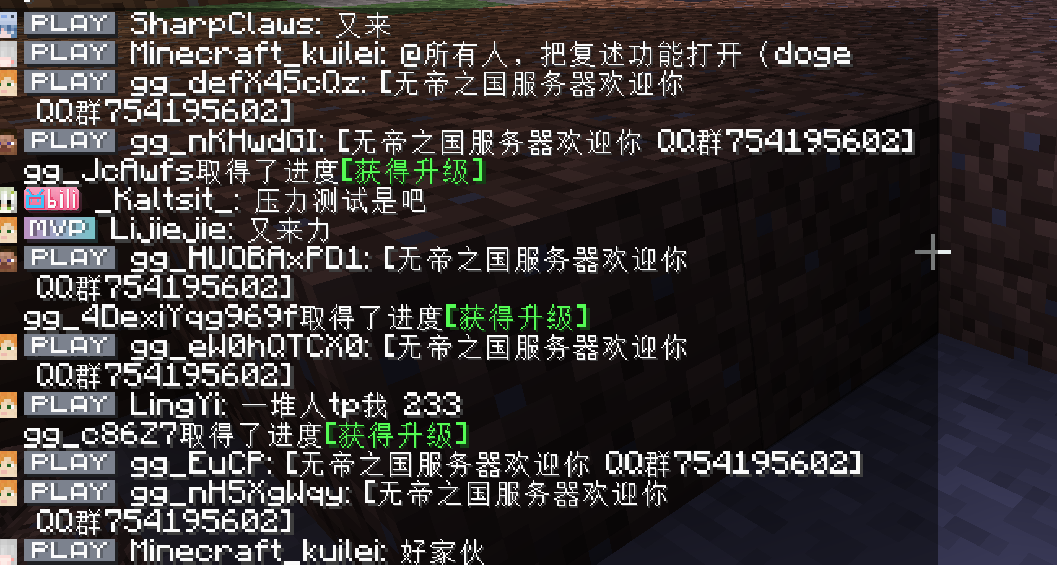 PLAY SharpClaws: 又来
PLAY Minecraft_kuilei: @所有人，把复述功能打开（doge
PLAY gg_defX45cQz: [无帝之国服务器欢迎你
QQ群754195602]
PLAY gg_nKHwdGI: [无帝之国服务器欢迎你 QQ群754195602]
gg_JcAwfs取得了进度[获得升级]
bili _Kaltsit_: 压力测试是吧
MVP LiJieJie: 又来力
PLAY gg_HUOBAxPD1: [无帝之国服务器欢迎你
QQ群754195602]
gg_4DexiYqg969f取得了进度[获得升级]
PLAY gg_eW0hQTCX0: [无帝之国服务器欢迎你
QQ群754195602]
PLAY LingYi: 一堆人tp我 233
gg_c86Z7取得了进度[获得升级]
PLAY gg_EuCP: [无帝之国服务器欢迎你 QQ群754195602]
PLAY gg_nH5XgWqy: [无帝之国服务器欢迎你
QQ群754195602]
PLAY Minecraft_kuilei: 好家伙